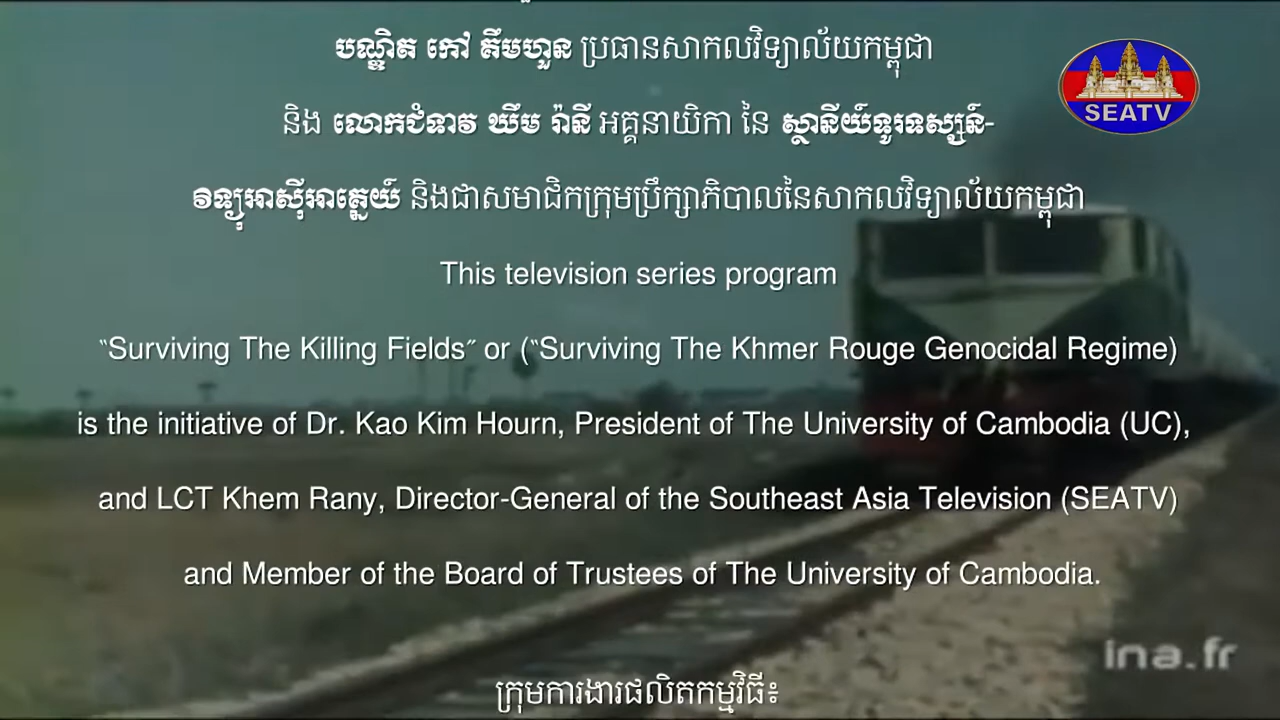 បណ្ឌិត កៅ គឹមហួន ប្រធានសាកលវិទ្យាល័យកម្ពុជា
SEATV
និង លោកជំទាវ ឃឹម រ៉ានី អគ្គនាយិកា នៃ ស្ថានីយ៍ទូរទស្សន៍-
វិទ្យុអាស៊ីអាគ្នេយ៍ និងជាសមាជិកក្រុមប្រឹក្សាភិបាលនៃសាកលវិទ្យាល័យកម្ពុជា
This television series program
“Surviving The Killing Fields” or (“Surviving The Khmer Rouge Genocidal Regime)
is the initiative of Dr. Kao Kim Hourn, President of The University of Cambodia (UC),
and LCT Khem Rany, Director-General of the Southeast Asia Television (SEATV)
and Member of the Board of Trustees of The University of Cambodia.
ina.fr
ក្រុមការងារផលិតកម្មវិធី៖